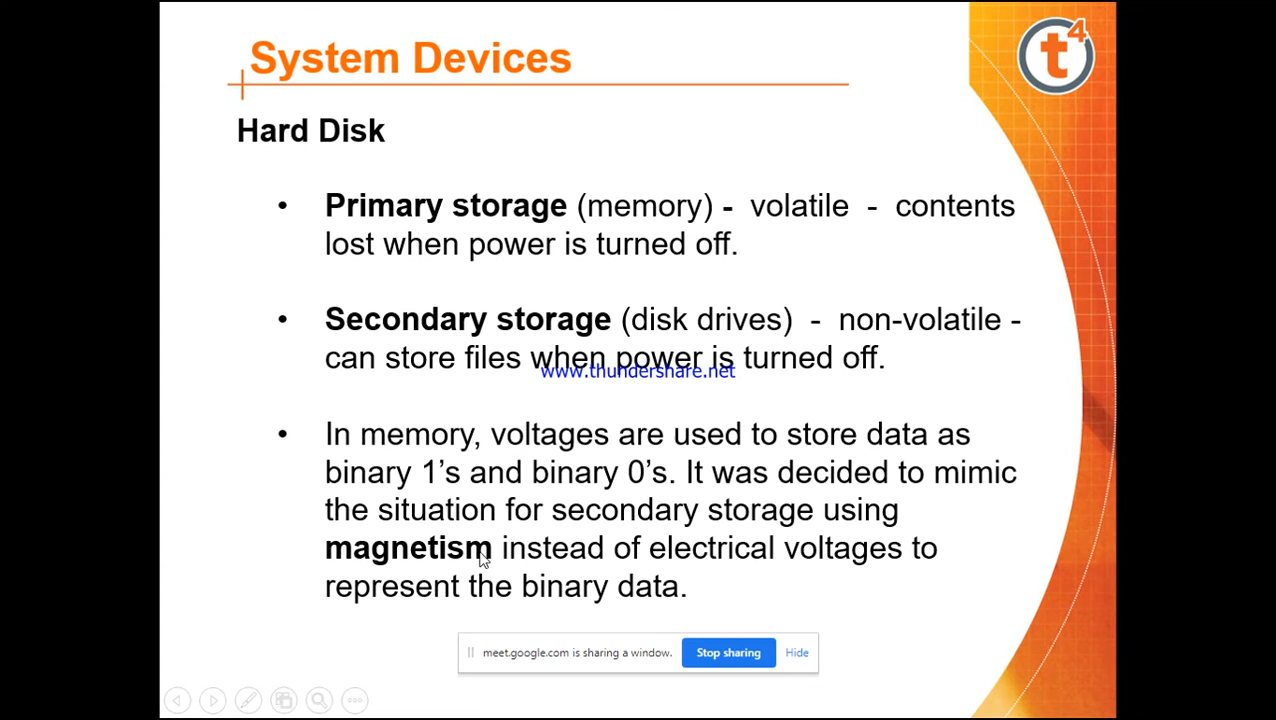 System Devices
t4
Hard Disk
• Primary storage (memory) - volatile - contents
lost when power is turned off.
• Secondary storage (disk drives) - non-volatile -
can store files when power is turned off.
www.thundershare.net
• In memory, voltages are used to store data as
binary 1’s and binary 0’s. It was decided to mimic
the situation for secondary storage using
magnetism instead of electrical voltages to
represent the binary data.
meet.google.com is sharing a window. Stop sharing Hide